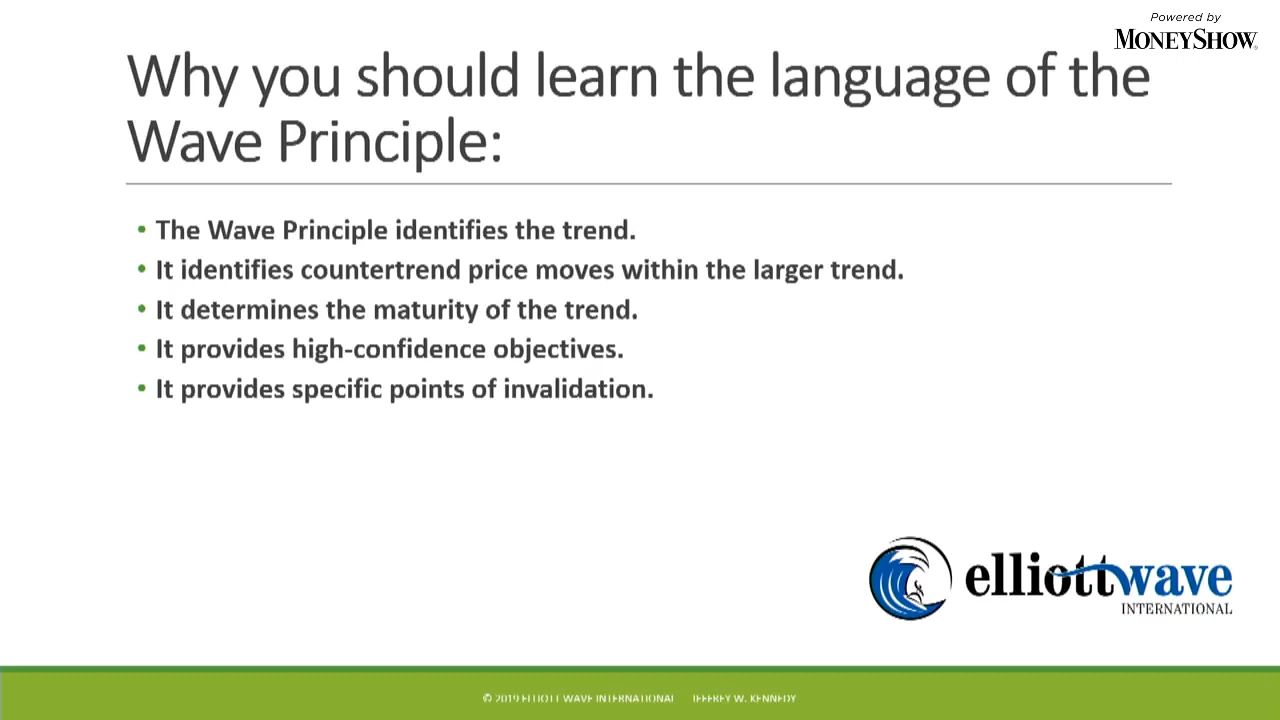 Powered by
MONEYSHOW
Why you should learn the language of the
Wave Principle:
• The Wave Principle identifies the trend.
• It identifies countertrend price moves within the larger trend.
• It determines the maturity of the trend.
• It provides high-confidence objectives.
• It provides specific points of invalidation.
elliottwave
INTERNATIONAL
© 2019 ELLIOTT WAVE INTERNATIONAL JEFFREY W. KENNEDY